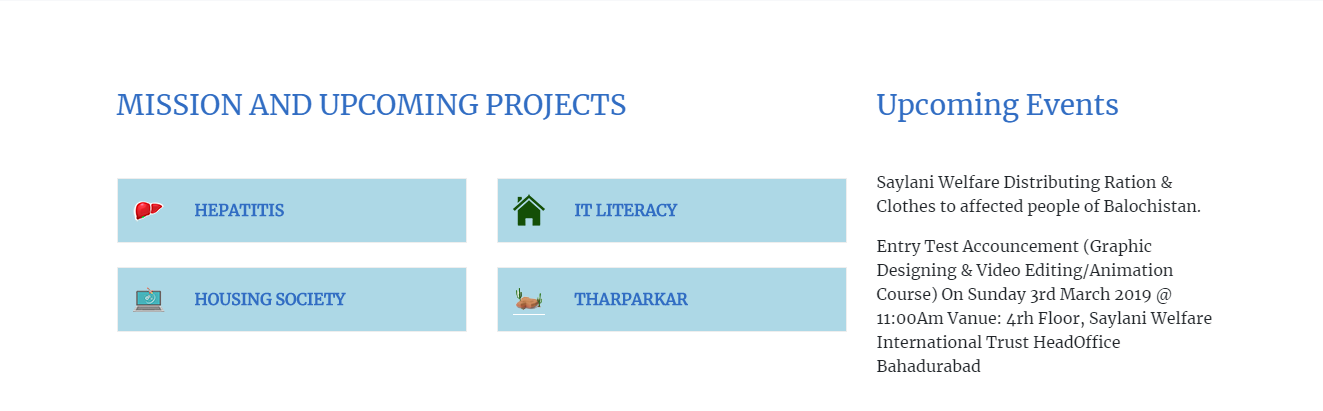 MISSION AND UPCOMING PROJECTS
HEPATITIS
IT LITERACY
HOUSING SOCIETY
THARPARKAR
Upcoming Events
Saylani Welfare Distributing Ration &
Clothes to affected people of Balochistan.
Entry Test Accouncement (Graphic
Designing & Video Editing/Animation
Course) On Sunday 3rd March 2019 @
11:00Am Vanue: 4rh Floor, Saylani Welfare
International Trust HeadOffice
Bahadurabad